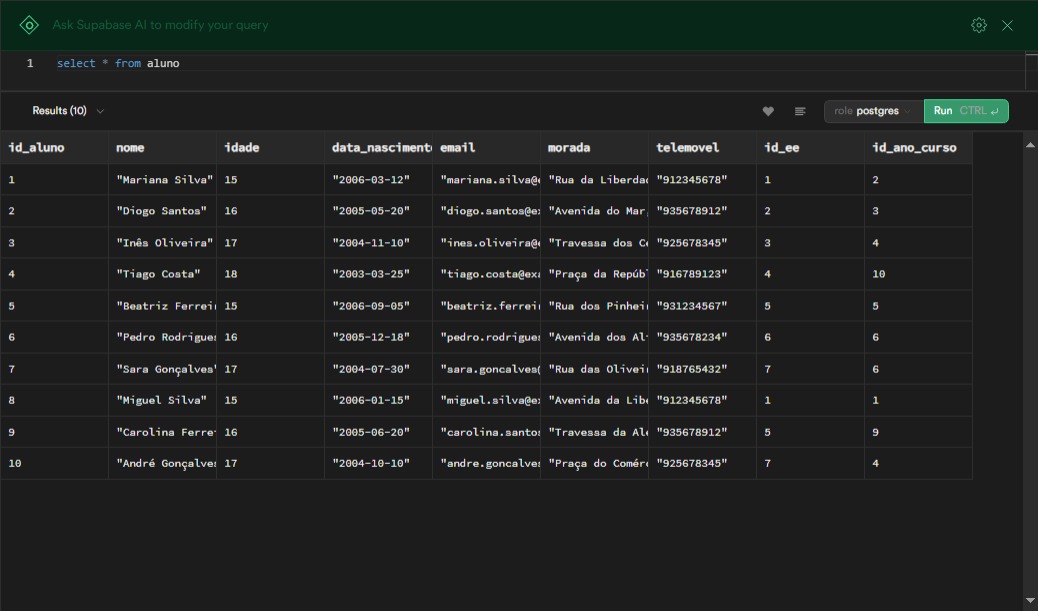 Ask Supabase AI to modify your query
1 select * from aluno
Results (10) role postgres Run CTRL ↵
id_aluno nome idade data_nascimento email morada telemovel id_ee id_ano_curso
1 "Mariana Silva" 15 "2006-03-12" "mariana.silva@e "Rua da Liberdad "912345678" 1 2
2 "Diogo Santos" 16 "2005-05-20" "diogo.santos@ex "Avenida do Mar, "935678912" 2 3
3 "Inês Oliveira" 17 "2004-11-10" "ines.oliveira@e "Travessa dos C "925678345" 3 4
4 "Tiago Costa" 18 "2003-03-25" "tiago.costa@exa "Praça da Repúb "916789123" 4 10
5 "Beatriz Ferrei 15 "2006-09-05" "beatriz.ferrei "Rua dos Pinhei "931234567" 5 5
6 "Pedro Rodrigues 16 "2005-12-18" "pedro.rodrigues "Avenida dos Al "935678234" 6 6
7 "Sara Gonçalves" 17 "2004-07-30" "sara.goncalves@ "Rua das Olivei "918765432" 7 6
8 "Miguel Silva" 15 "2006-01-15" "miguel.silva@ex "Avenida da Libe "912345678" 1 1
9 "Carolina Ferre 16 "2005-06-20" "carolina.santos "Travessa da Al "935678912" 5 9
10 "André Gonçalves 17 "2004-10-10" "andre.goncalves "Praça do Comér "925678345" 7 4